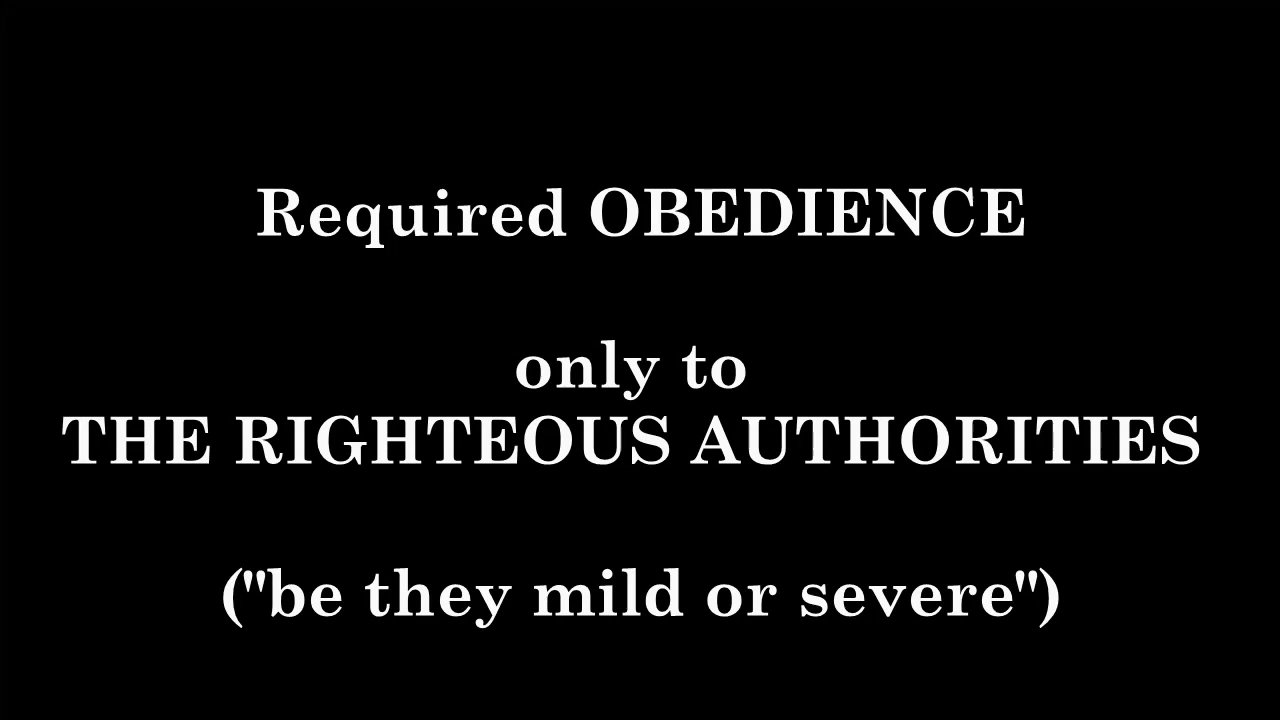 Required OBEDIENCE
only to
THE RIGHTEOUS AUTHORITIES
("be they mild or severe")